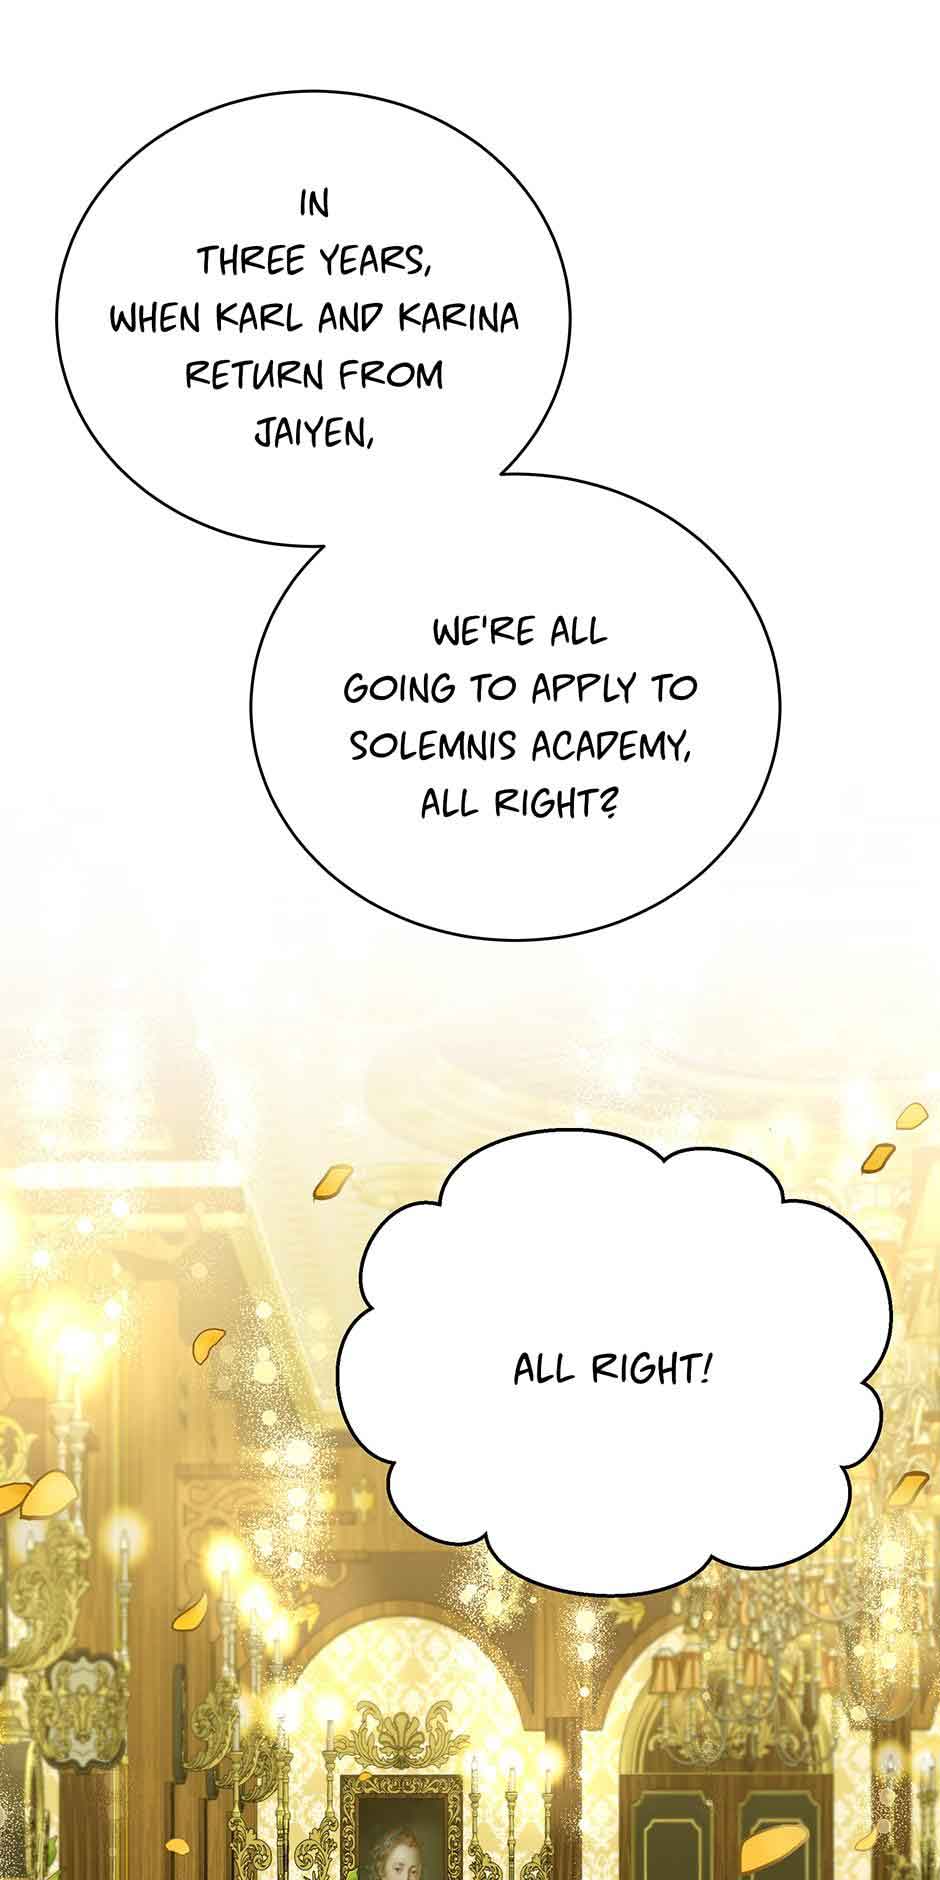 IN
THREE YEARS,
WHEN KARL AND KARINA
RETURN FROM
JAIYEN,
WE'RE ALL
GOING TO APPLY TO
SOLEMNIS ACADEMY,
ALL RIGHT?
ALL RIGHT!